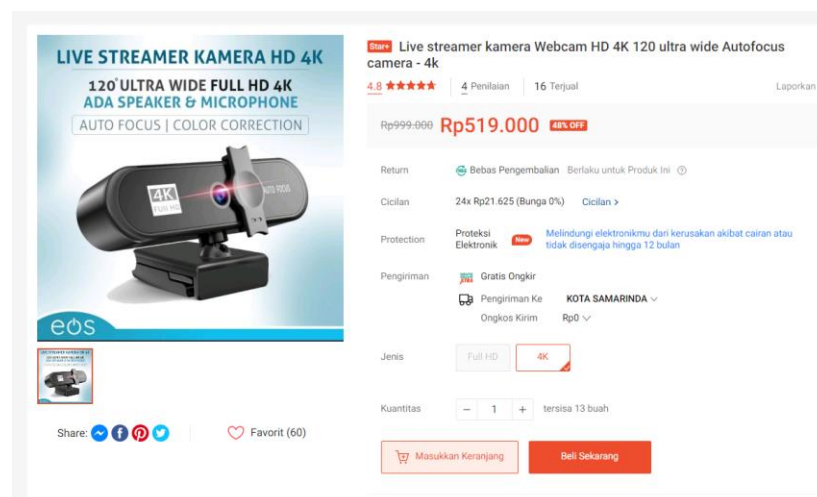 LIVE STREAMER KAMERA HD 4K
120°ULTRA WIDE FULL HD 4K
ADA SPEAKER & MICROPHONE
AUTO FOCUS | COLOR CORRECTION
4K
FULL HD
AUTO FOCUS
eos
Share:
Favorit (60)
Star+ Live streamer kamera Webcam HD 4K 120 ultra wide Autofocus
camera - 4k
4.8 4 Penilaian 16 Terjual Laporkan
Rp999.000 Rp519.000 48% OFF
Return Bebas Pengembalian Berlaku untuk Produk Ini
Cicilan 24x Rp21.625 (Bunga 0%) Cicilan >
Protection Proteksi Elektronik New Melindungi elektronikmu dari kerusakan akibat cairan atau
tidak disengaja hingga 12 bulan
Pengiriman Gratis Ongkir
Pengiriman Ke KOTA SAMARINDA
Ongkos Kirim Rp0
Jenis Full HD 4K
Kuantitas - 1 + tersisa 13 buah
Masukkan Keranjang Beli Sekarang